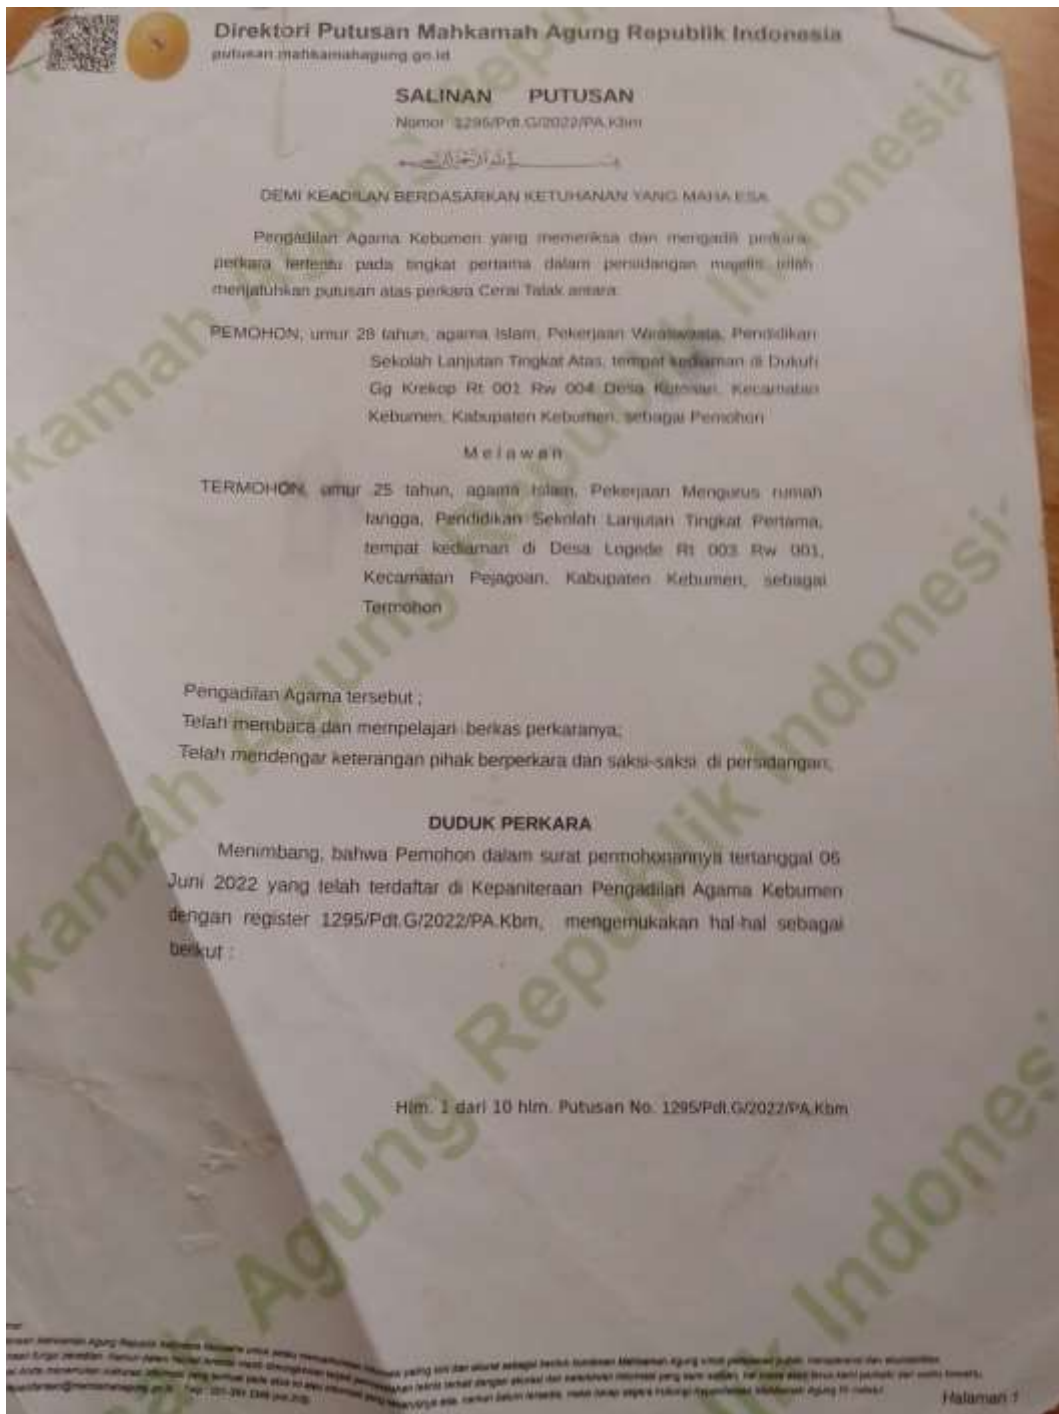 Direktori Putusan Mahkamah Agung Republik Indonesia
putusan.mahkamahagung.go.id
SALINAN PUTUSAN
Nomor 1295/Pdt.G/2022/PA.Kbm
DEMI KEADILAN BERDASARKAN KETUHANAN YANG MAHA ESA
Pengadilan Agama Kebumen yang memeriksa dan mengadili perkara-
perkara tertentu pada tingkat pertama dalam persidangan majelis telah
menjatuhkan putusan atas perkara Cerai Talak antara:
PEMOHON, umur 28 tahun, agama Islam, Pekerjaan Wiraswasta, Pendidikan
Sekolah Lanjutan Tingkat Atas, tempat kediaman di Dukuh
Gg Krekop Rt 001 Rw 004 Desa Kecamatan
Kebumen, Kabupaten Kebumen, sebagai Pemohon
Melawan
TERMOHON, umur 25 tahun, agama Islam, Pekerjaan Mengurus rumah
tangga, Pendidikan Sekolah Lanjutan Tingkat Pertama,
tempat kediaman di Desa Logede Rt 003 Rw 001,
Kecamatan Pejagoan, Kabupaten Kebumen, sebagai
Termohon
Pengadilan Agama tersebut ;
Telah membaca dan mempelajari berkas perkaranya;
Telah mendengar keterangan pihak berperkara dan saksi-saksi di persidangan;
DUDUK PERKARA
Menimbang, bahwa Pemohon dalam surat permohonannya tertanggal 06
Juni 2022 yang telah terdaftar di Kepaniteraan Pengadilan Agama Kebumen
dengan register 1295/Pdt.G/2022/PA.Kbm, mengemukakan hal-hal sebagai
berikut :
Hlm. 1 dari 10 hlm. Putusan No. 1295/Pdt.G/2022/PA.Kbm
Halaman 1